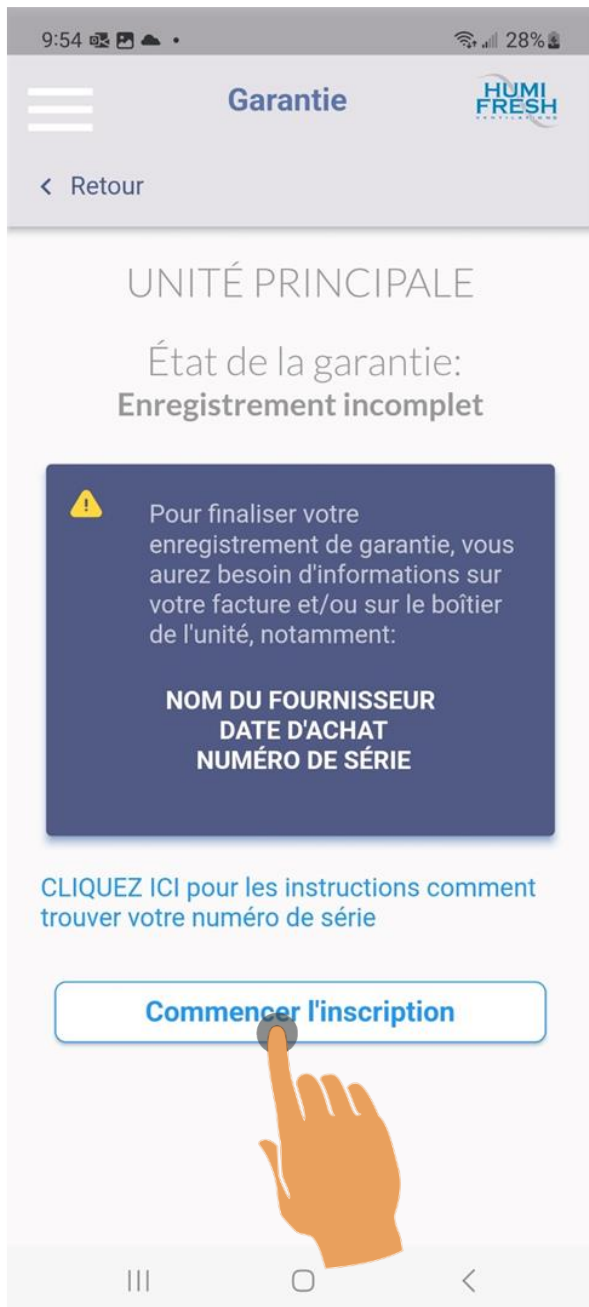 9:54
28%
Garantie
HUMI
FRESH
VENTILATIONS
Retour
UNITÉ PRINCIPALE
État de la garantie:
Enregistrement incomplet
Pour finaliser votre
enregistrement de garantie, vous
aurez besoin d'informations sur
votre facture et/ou sur le boîtier
de l'unité, notamment:
NOM DU FOURNISSEUR
DATE D'ACHAT
NUMÉRO DE SÉRIE
CLIQUEZ ICI pour les instructions comment
trouver votre numéro de série
Commencer l'inscription